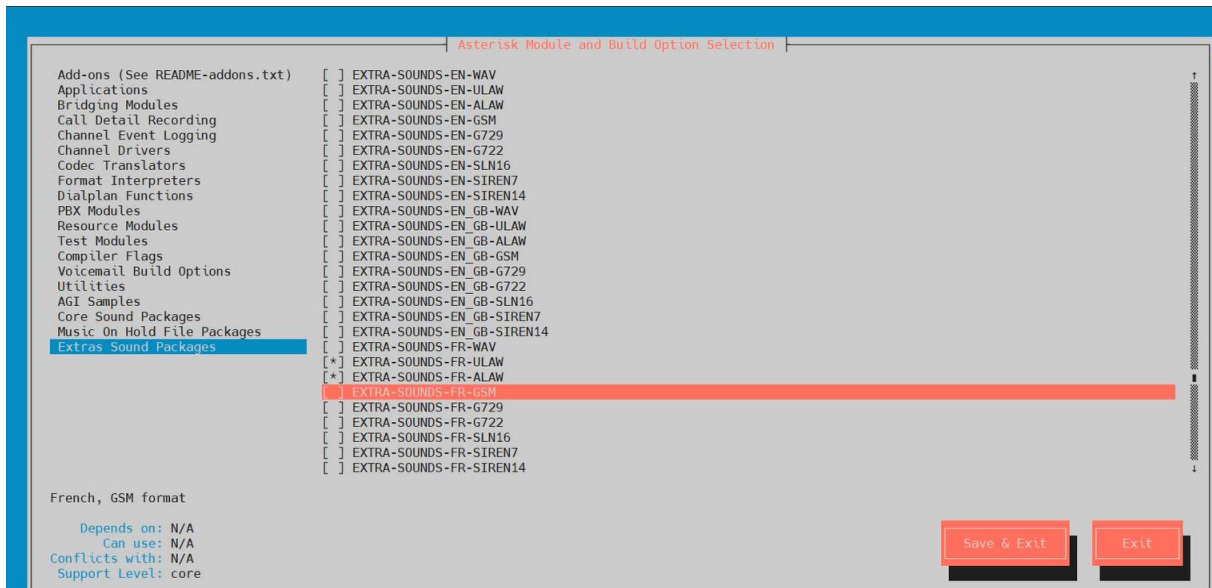 Asterisk Module and Build Option Selection
Add-ons (See README-addons.txt) [ ] EXTRA-SOUNDS-EN-WAV
Applications [ ] EXTRA-SOUNDS-EN-ULAW
Bridging Modules [ ] EXTRA-SOUNDS-EN-ALAW
Call Detail Recording [ ] EXTRA-SOUNDS-EN-GSM
Channel Event Logging [ ] EXTRA-SOUNDS-EN-G729
Channel Drivers [ ] EXTRA-SOUNDS-EN-G722
Codec Translators [ ] EXTRA-SOUNDS-EN-SLN16
Format Interpreters [ ] EXTRA-SOUNDS-EN-SIREN7
Dialplan Functions [ ] EXTRA-SOUNDS-EN-SIREN14
PBX Modules [ ] EXTRA-SOUNDS-EN_GB-WAV
Resource Modules [ ] EXTRA-SOUNDS-EN_GB-ULAW
Test Modules [ ] EXTRA-SOUNDS-EN_GB-ALAW
Compiler Flags [ ] EXTRA-SOUNDS-EN_GB-GSM
Voicemail Build Options [ ] EXTRA-SOUNDS-EN_GB-G729
Utilities [ ] EXTRA-SOUNDS-EN_GB-G722
AGI Samples [ ] EXTRA-SOUNDS-EN_GB-SLN16
Core Sound Packages [ ] EXTRA-SOUNDS-EN_GB-SIREN7
Music On Hold File Packages [ ] EXTRA-SOUNDS-EN_GB-SIREN14
Extras Sound Packages [ ] EXTRA-SOUNDS-FR-WAV
[*] EXTRA-SOUNDS-FR-ULAW
[*] EXTRA-SOUNDS-FR-ALAW
[ ] EXTRA-SOUNDS-FR-GSM
[ ] EXTRA-SOUNDS-FR-G729
[ ] EXTRA-SOUNDS-FR-G722
[ ] EXTRA-SOUNDS-FR-SLN16
[ ] EXTRA-SOUNDS-FR-SIREN7
[ ] EXTRA-SOUNDS-FR-SIREN14
French, GSM format
Depends on: N/A
Can use: N/A
Conflicts with: N/A
Support Level: core
Save & Exit
Exit